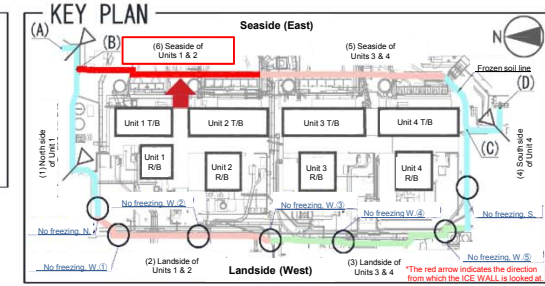 KEY PLAN
Seaside (East)
N
(A)
(B)
(6) Seaside of
Units 1 & 2
(5) Seaside of
Units 3 & 4
Frozen soil line
(D)
Unit 1 T/B
Unit 2 T/B
Unit 3 T/B
Unit 4 T/B
(C)
(1) North side
of Unit 1
Unit 1
R/B
Unit 2
R/B
Unit 3
R/B
Unit 4
R/B
(4) South side
of Unit 4
No freezing, W.②
No freezing, W.③
No freezing W.④
No freezing, S.
No freezing, N.
No freezing, W.①
(2) Landside of
Units 1 & 2
Landside (West)
(3) Landside of
Units 3 & 4
No freezing, W.⑤
*The red arrow indicates the direction
from which the ICE WALL is looked at.